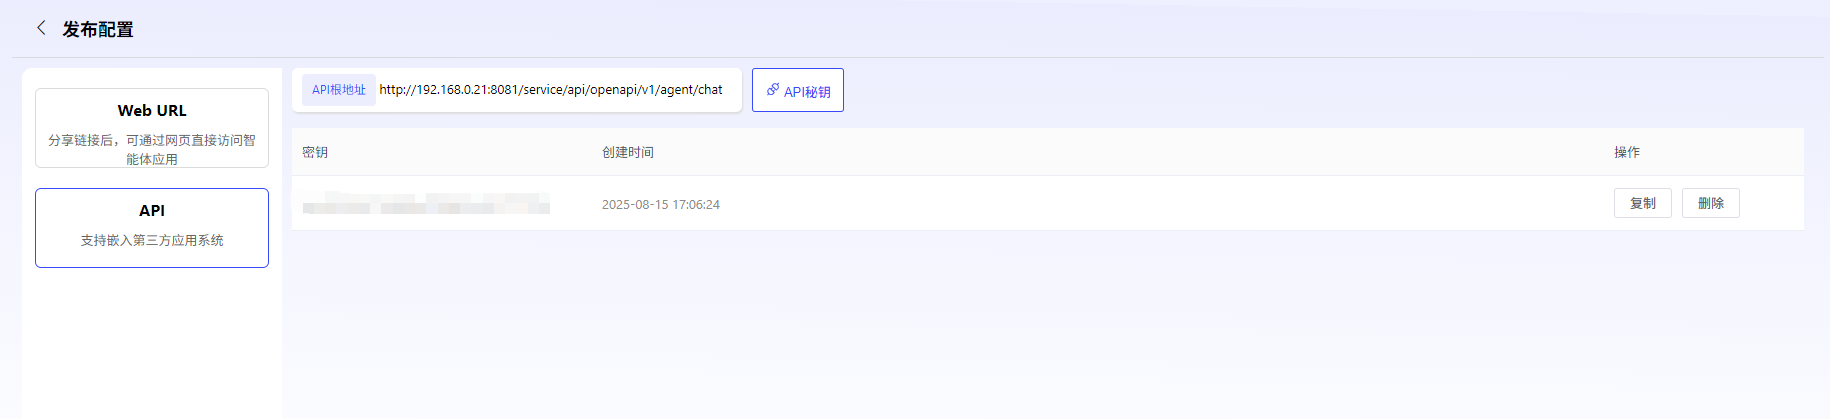 发布配置
Web URL
分享链接后，可通过网页直接访问智
能体应用
API
支持嵌入第三方应用系统
API根地址 http://192.168.0.21:8081/service/api/openapi/v1/agent/chat API秘钥
密钥 创建时间 操作
2025-08-15 17:06:24 复制 删除